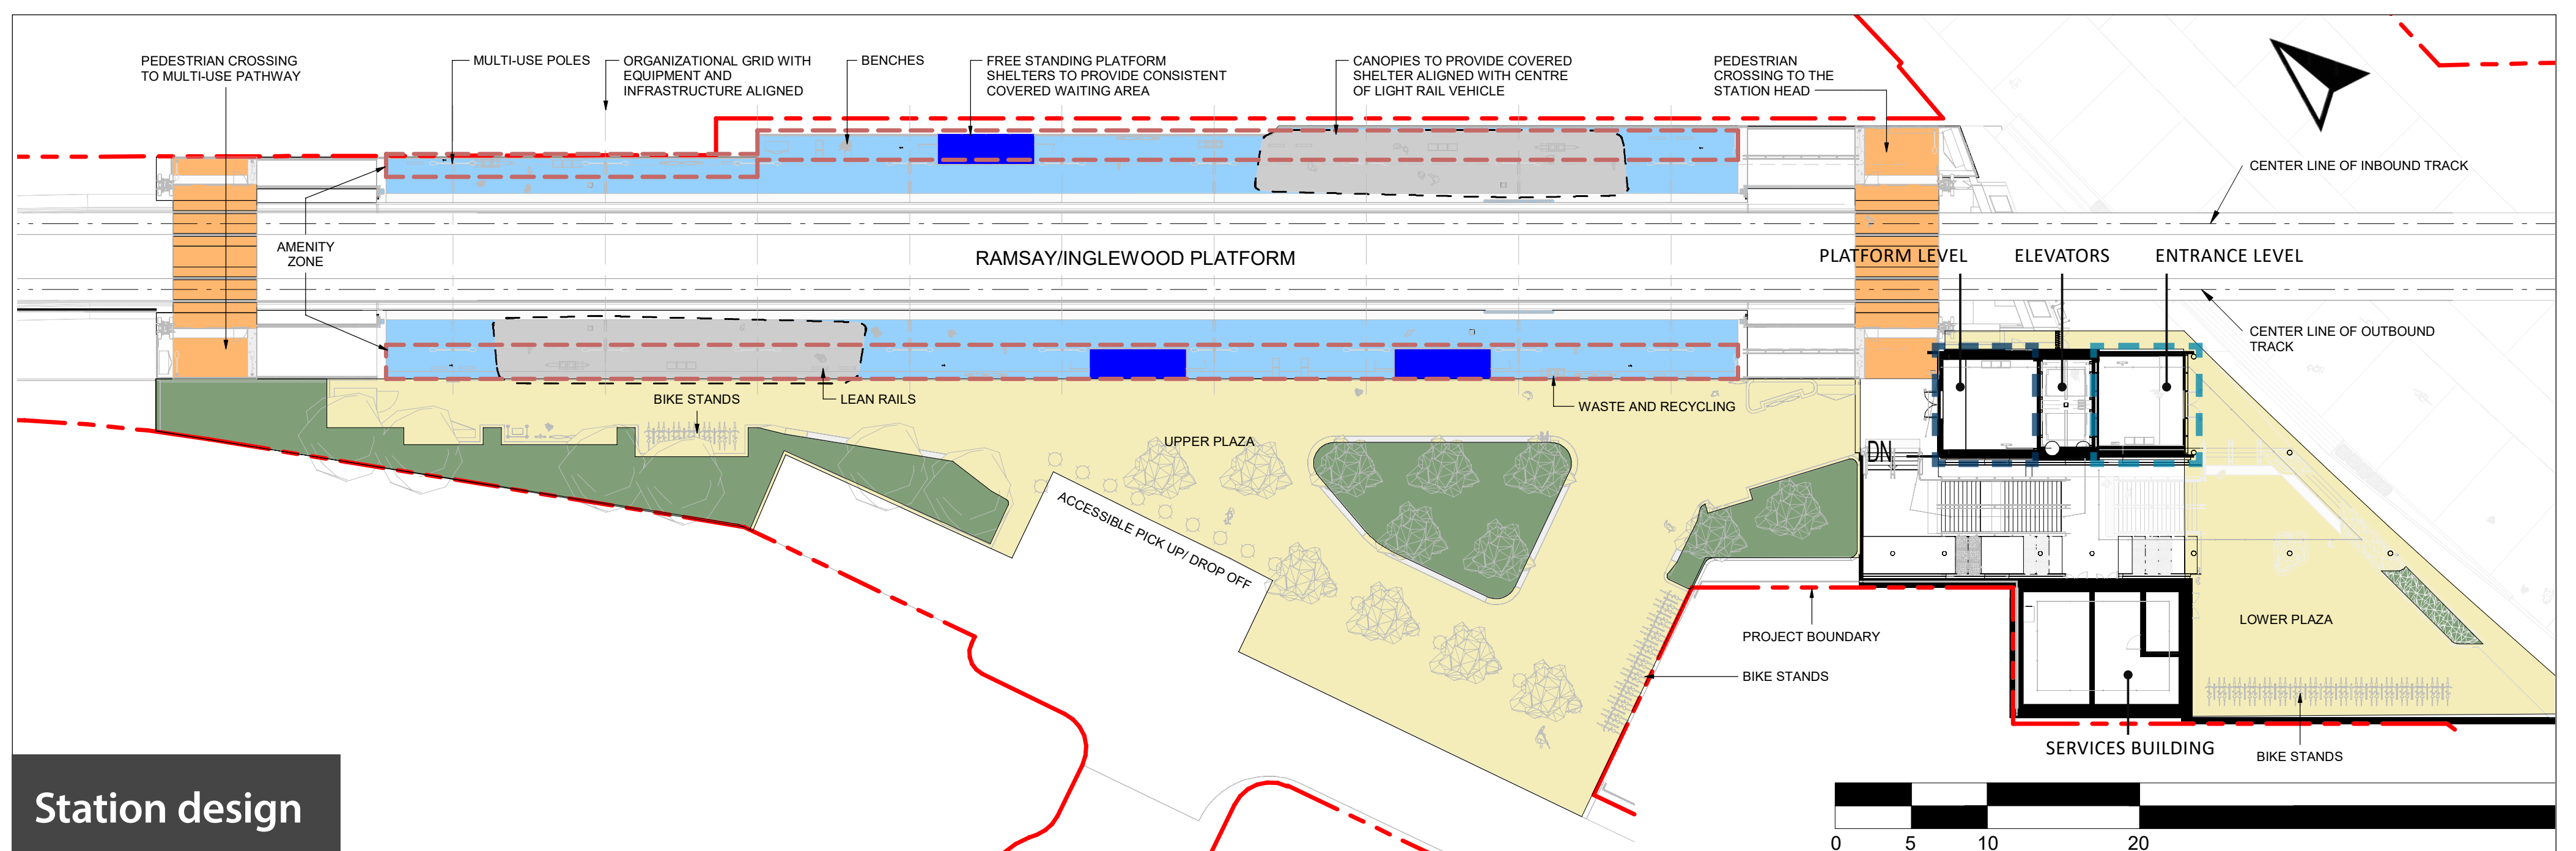 PEDESTRIAN CROSSING
TO MULTI-USE PATHWAY
MULTI-USE POLES
ORGANIZATIONAL GRID WITH
EQUIPMENT AND
INFRASTRUCTURE ALIGNED
BENCHES
FREE STANDING PLATFORM
SHELTERS TO PROVIDE CONSISTENT
COVERED WAITING AREA
CANOPIES TO PROVIDE COVERED
SHELTER ALIGNED WITH CENTRE
OF LIGHT RAIL VEHICLE
PEDESTRIAN
CROSSING TO THE
STATION HEAD
CENTER LINE OF INBOUND TRACK
AMENITY
ZONE
RAMSAY/INGLEWOOD PLATFORM
PLATFORM LEVEL
ELEVATORS
ENTRANCE LEVEL
CENTER LINE OF OUTBOUND
TRACK
BIKE STANDS
LEAN RAILS
WASTE AND RECYCLING
UPPER PLAZA
DN
ACCESSIBLE PICK UP/ DROP OFF
LOWER PLAZA
PROJECT BOUNDARY
BIKE STANDS
SERVICES BUILDING
BIKE STANDS
Station design
0 5 10 20